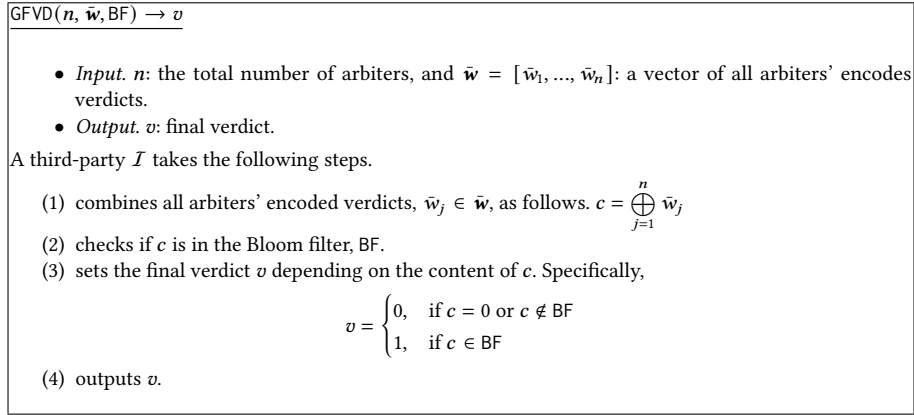 GFVD(n, w̄, BF) → v
• Input. n: the total number of arbiters, and w̄ = [w̄₁, ..., w̄ₙ]: a vector of all arbiters' encodes
verdicts.
• Output. v: final verdict.
A third-party I takes the following steps.
(1) combines all arbiters' encoded verdicts, w̄ⱼ ∈ w̄, as follows. c = ⊕ⁿⱼ₌₁ w̄ⱼ
(2) checks if c is in the Bloom filter, BF.
(3) sets the final verdict v depending on the content of c. Specifically,
v = { 0, if c = 0 or c ∉ BF
1, if c ∈ BF
(4) outputs v.